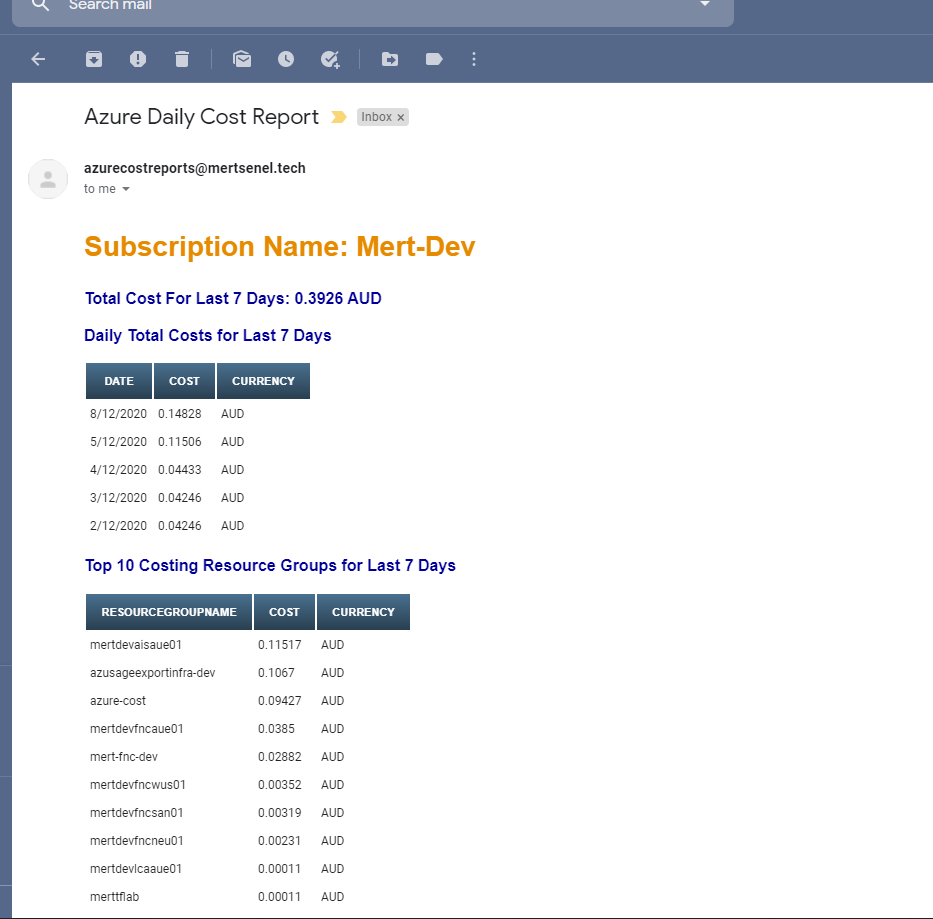 Search mail
Azure Daily Cost Report Inbox ×
azurecostreports@mertsenel.tech
to me
Subscription Name: Mert-Dev
Total Cost For Last 7 Days: 0.3926 AUD
Daily Total Costs for Last 7 Days
DATE COST CURRENCY
8/12/2020 0.14828 AUD
5/12/2020 0.11506 AUD
4/12/2020 0.04433 AUD
3/12/2020 0.04246 AUD
2/12/2020 0.04246 AUD
Top 10 Costing Resource Groups for Last 7 Days
RESOURCEGROUPNAME COST CURRENCY
mertdevaisaue01 0.11517 AUD
azusageexportinfra-dev 0.1067 AUD
azure-cost 0.09427 AUD
mertdevfncaue01 0.0385 AUD
mert-fnc-dev 0.02882 AUD
mertdevfncwus01 0.00352 AUD
mertdevfncsan01 0.00319 AUD
mertdevfncneu01 0.00231 AUD
mertdevlcaaue01 0.00011 AUD
merttflab 0.00011 AUD